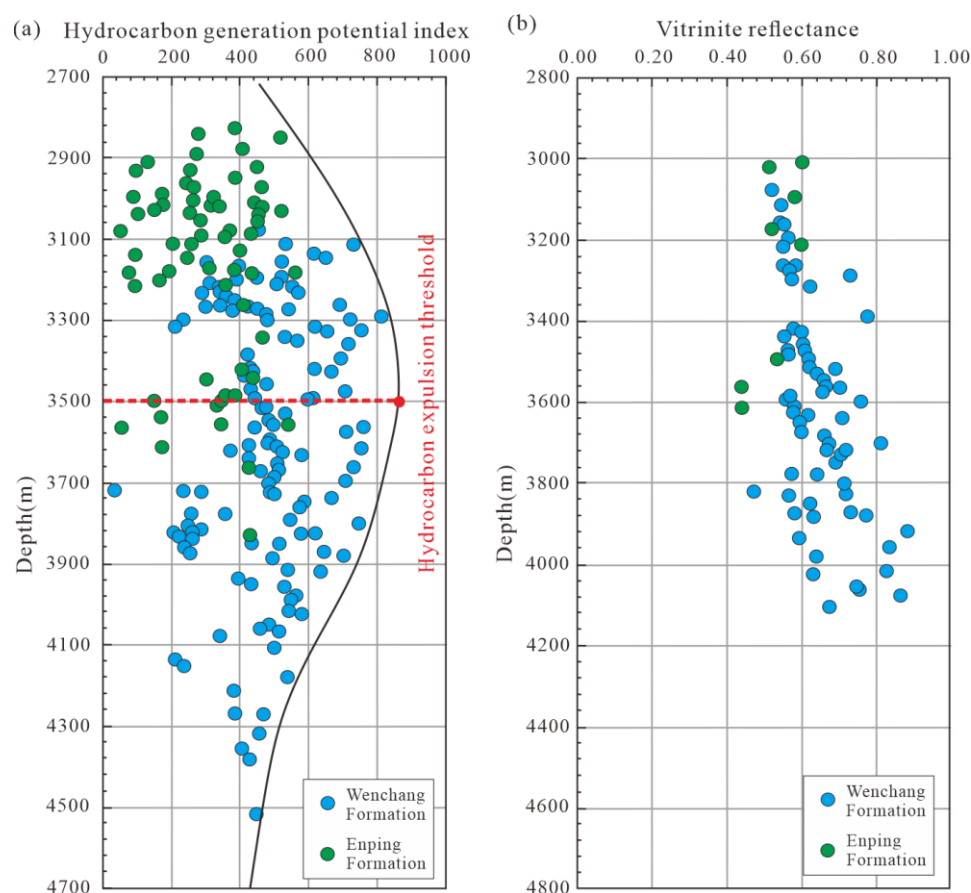 (a) Hydrocarbon generation potential index
0 200 400 600 800 1000
2700
2900
3100
3300
3500
3700
3900
4100
4300
4500
4700
Depth(m)
Hydrocarbon expulsion threshold
Wenchang
Formation
Enping
Formation
(b) Vitrinite reflectance
0.00 0.20 0.40 0.60 0.80 1.00
2800
3000
3200
3400
3600
3800
4000
4200
4400
4600
4800
Depth(m)
Wenchang
Formation
Enping
Formation